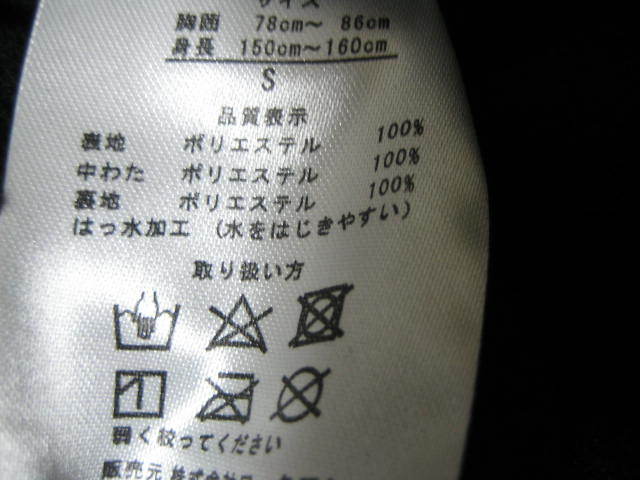 サイズ
胸囲 78cm～ 86cm
身長 150cm～160cm
S
品質表示
表地 ポリエステル 100%
中わた ポリエステル 100%
裏地 ポリエステル 100%
はっ水加工 (水をはじきやすい)
取り扱い方
弱く絞ってください
販売元 株式会社